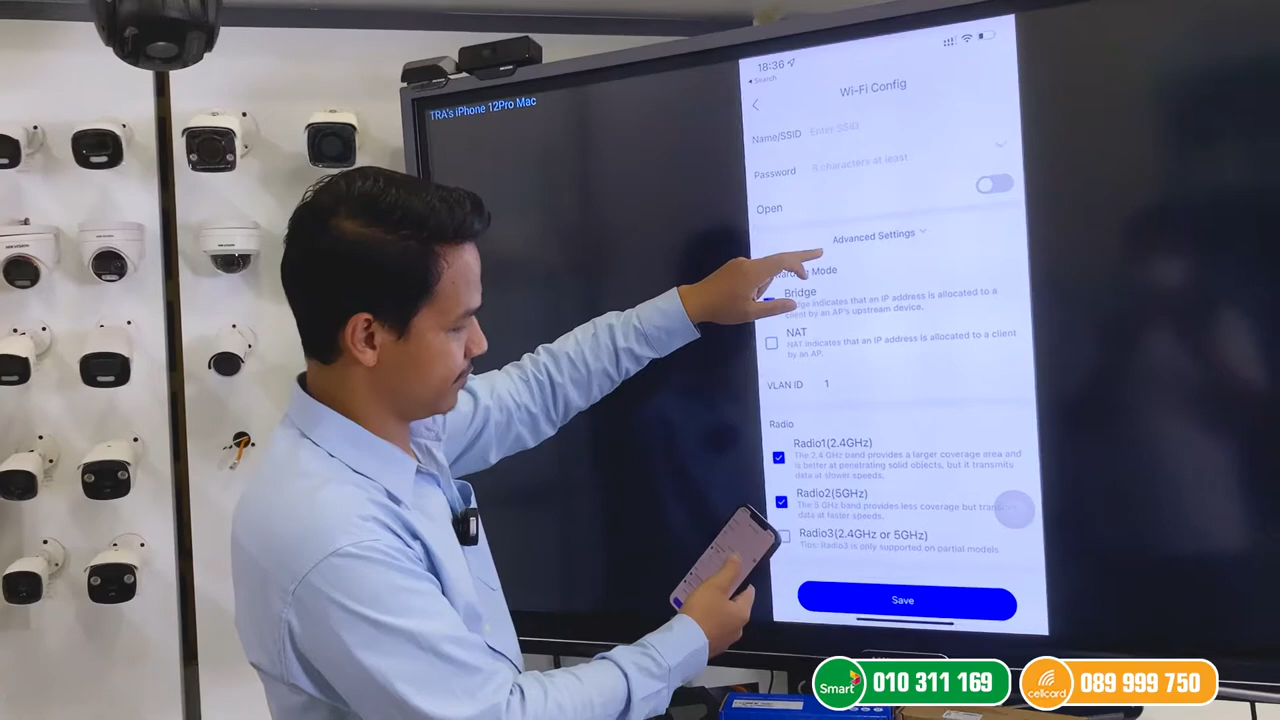 TRA's iPhone 12Pro Mac
18:36
Search
Wi-Fi Config
Name/SSID Enter SSID
Password 8 characters at least
Open
Advanced Settings
Mode
Bridge
indicates that an IP address is allocated to a
client by an AP's upstream device.
NAT
NAT indicates that an IP address is allocated to a client
by an AP.
VLAN ID 1
Radio
Radio1(2.4GHz)
The 2.4 GHz band provides a larger coverage area and
is better at penetrating solid objects, but it transmits
data at slower speeds.
Radio2(5GHz)
The 5 GHz band provides less coverage but
data at faster speeds.
Radio3(2.4GHz or 5GHz)
Tips: Radio3 is only supported on partial models
Save
HIKVISION
HIKVISION
HIKVISION
Smart 010 311 169
cellcard 089 999 750